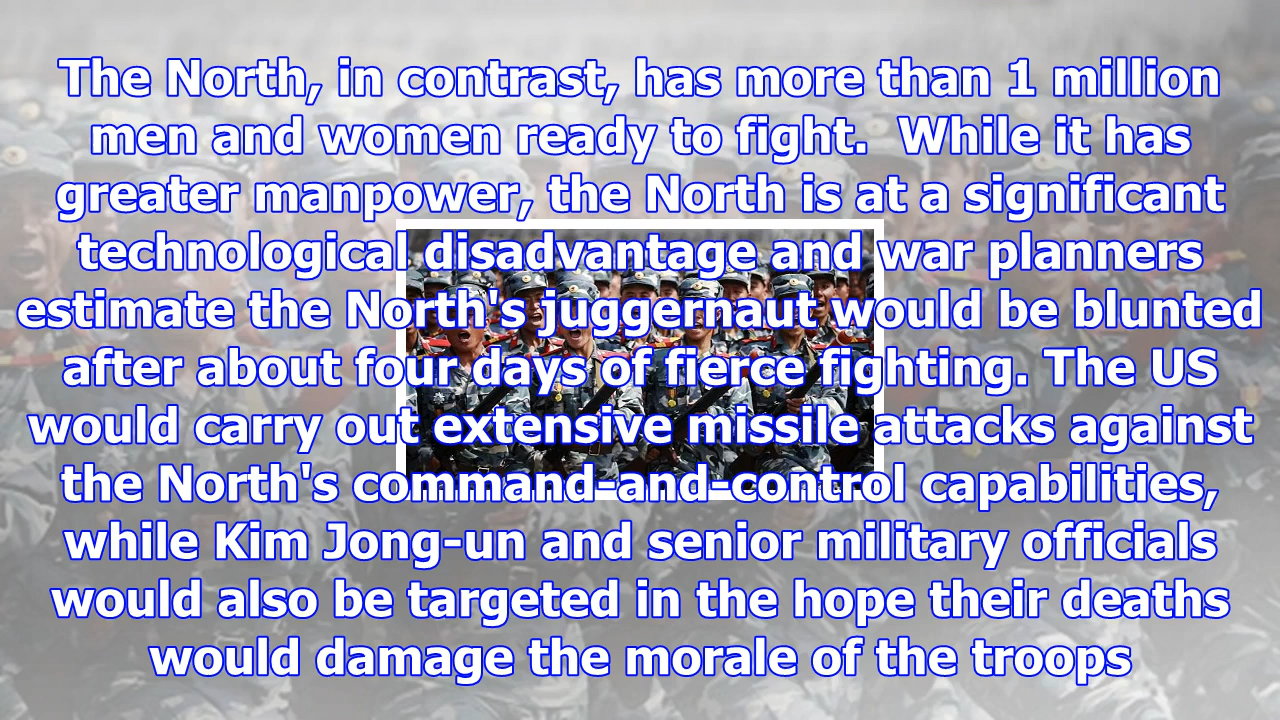 The North, in contrast, has more than 1 million
men and women ready to fight.  While it has
greater manpower, the North is at a significant
technological disadvantage and war planners
estimate the North's juggernaut would be blunted
after about four days of fierce fighting. The US
would carry out extensive missile attacks against
the North's command-and-control capabilities,
while Kim Jong-un and senior military officials
would also be targeted in the hope their deaths
would damage the morale of the troops